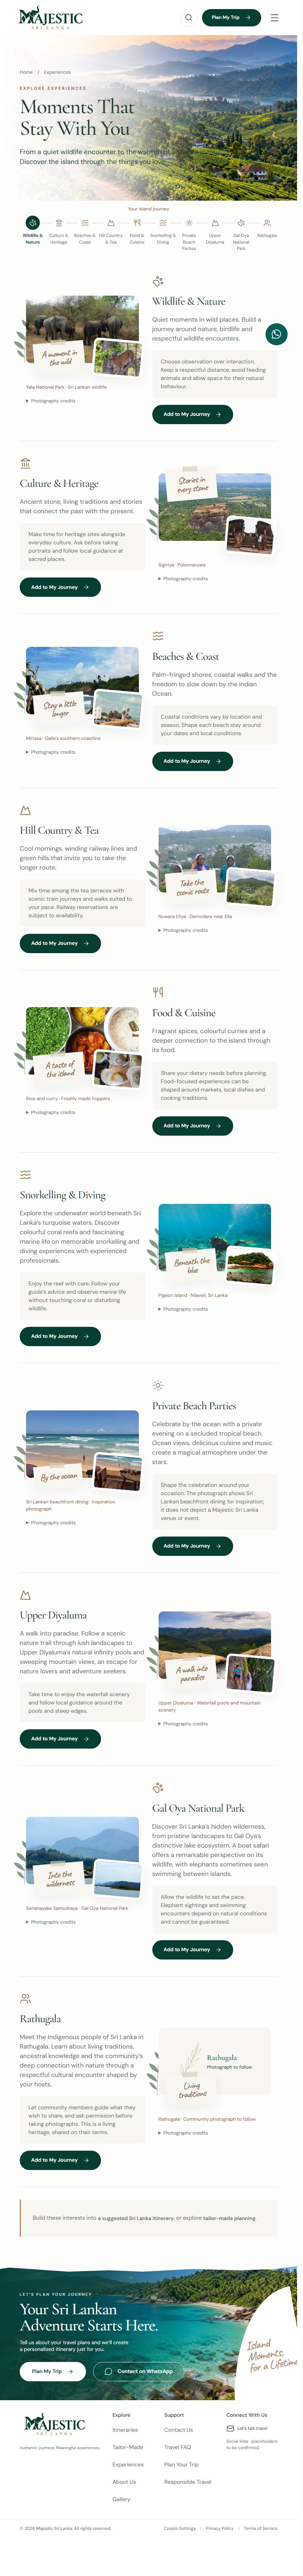 MAJESTIC
SRI LANKA
Plan My Trip
Home / Experiences
EXPLORE EXPERIENCES
Moments That
Stay With You
From a quiet wildlife encounter to the warmth of
Discover the island through the things you love.
Your island journey
Wildlife & Nature
Culture & Heritage
Beaches & Coast
Hill Country & Tea
Food & Cuisine
Snorkelling & Diving
Private Beach Parties
Upper Diyaluma
Gal Oya National Park
Rathugala
A moment in
the wild
Yala National Park · Sri Lankan wildlife
Photography credits
Wildlife & Nature
Quiet moments in wild places. Build a
journey around nature, birdlife and
respectful wildlife encounters.
Choose observation over interaction.
Keep a respectful distance, avoid feeding
animals and allow space for their natural
behaviour.
Add to My Journey
Culture & Heritage
Ancient stone, living traditions and stories
that connect the past with the present.
Make time for heritage sites alongside
everyday culture. Ask before taking
portraits and follow local guidance at
sacred places.
Add to My Journey
Stories in
every stone
Sigiriya · Polonnaruwa
Photography credits
Stay a little
longer
Mirissa · Galle's southern coastline
Photography credits
Beaches & Coast
Palm-fringed shores, coastal walks and the
freedom to slow down by the Indian
Ocean.
Coastal conditions vary by location and
season. Shape each beach stay around
your dates and local conditions.
Add to My Journey
Hill Country & Tea
Cool mornings, winding railway lines and
green hills that invite you to take the
longer route.
Mix time among the tea terraces with
scenic train journeys and walks suited to
your pace. Railway reservations are
subject to availability.
Add to My Journey
Take the
scenic route
Nuwara Eliya · Demodara near Ella
Photography credits
A taste of
the island
Rice and curry · Freshly made hoppers
Photography credits
Food & Cuisine
Fragrant spices, colourful curries and a
deeper connection to the island through
its food.
Share your dietary needs before planning.
Food-focused experiences can be
shaped around markets, local dishes and
cooking traditions.
Add to My Journey
Snorkelling & Diving
Explore the underwater world beneath Sri
Lanka's turquoise waters. Discover
colourful coral reefs and fascinating
marine life on memorable snorkelling and
diving experiences with experienced
professionals.
Enjoy the reef with care. Follow your
guide's advice and observe marine life
without touching coral or disturbing
wildlife.
Add to My Journey
Beneath the
blue
Pigeon Island · Nilaveli, Sri Lanka
Photography credits
By the ocean
Sri Lankan beachfront dining · Inspiration
photograph
Photography credits
Private Beach Parties
Celebrate by the ocean with a private
evening on a secluded tropical beach.
Ocean views, delicious cuisine and music
create a magical atmosphere under the
stars.
Shape the celebration around your
occasion. The photograph shows Sri
Lankan beachfront dining for inspiration;
it does not depict a Majestic Sri Lanka
venue or event.
Add to My Journey
Upper Diyaluma
A walk into paradise. Follow a scenic
nature trail through lush landscapes to
Upper Diyaluma's natural infinity pools and
sweeping mountain views, an escape for
nature lovers and adventure seekers.
Take time to enjoy the waterfall scenery
and follow local guidance around the
pools and steep edges.
Add to My Journey
A walk into
paradise
Upper Diyaluma · Waterfall pools and mountain
scenery
Photography credits
Into the
wilderness
Senanayake Samudraya · Gal Oya National Park
Photography credits
Gal Oya National Park
Discover Sri Lanka's hidden wilderness,
from pristine landscapes to Gal Oya's
distinctive lake ecosystem. A boat safari
offers a remarkable perspective on its
wildlife, with elephants sometimes seen
swimming between islands.
Allow the wildlife to set the pace.
Elephant sightings and swimming
encounters depend on natural conditions
and cannot be guaranteed.
Add to My Journey
Rathugala
Meet the Indigenous people of Sri Lanka in
Rathugala. Learn about living traditions,
ancestral knowledge and the community's
deep connection with nature through a
respectful cultural encounter shaped by
your hosts.
Let community members guide what they
wish to share, and ask permission before
taking photographs. This is a living
heritage, shared on their terms.
Add to My Journey
Rathugala
Photograph to follow
Living
traditions
Rathugala · Community photograph to follow
Photography credits
Build these interests into a suggested Sri Lanka itinerary, or explore tailor-made planning.
LET'S PLAN YOUR JOURNEY
Your Sri Lankan
Adventure Starts Here.
Tell us about your travel plans and we'll create
a personalised itinerary just for you.
Plan My Trip
Contact on WhatsApp
Island
Moments,
for a Lifetime
MAJESTIC
SRI LANKA
Authentic journeys. Meaningful experiences.
Explore
Itineraries
Tailor-Made
Experiences
About Us
Gallery
Support
Contact Us
Travel FAQ
Plan Your Trip
Responsible Travel
Connect With Us
Let's talk travel
Social links · placeholders
to be confirmed.
© 2026 Majestic Sri Lanka. All rights reserved.
Cookie Settings | Privacy Policy | Terms of Service